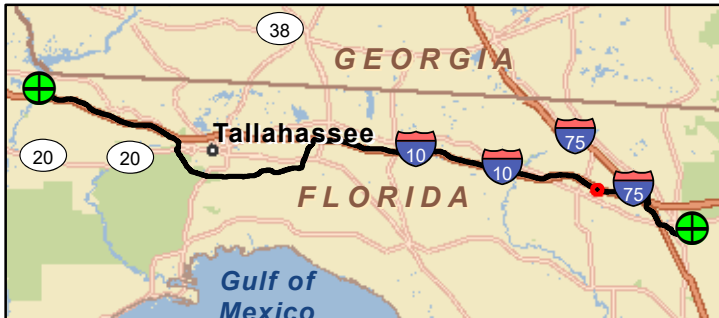 38
GEORGIA
Tallahassee
75
20
20
10
10
FLORIDA
75
Gulf of
Mexico